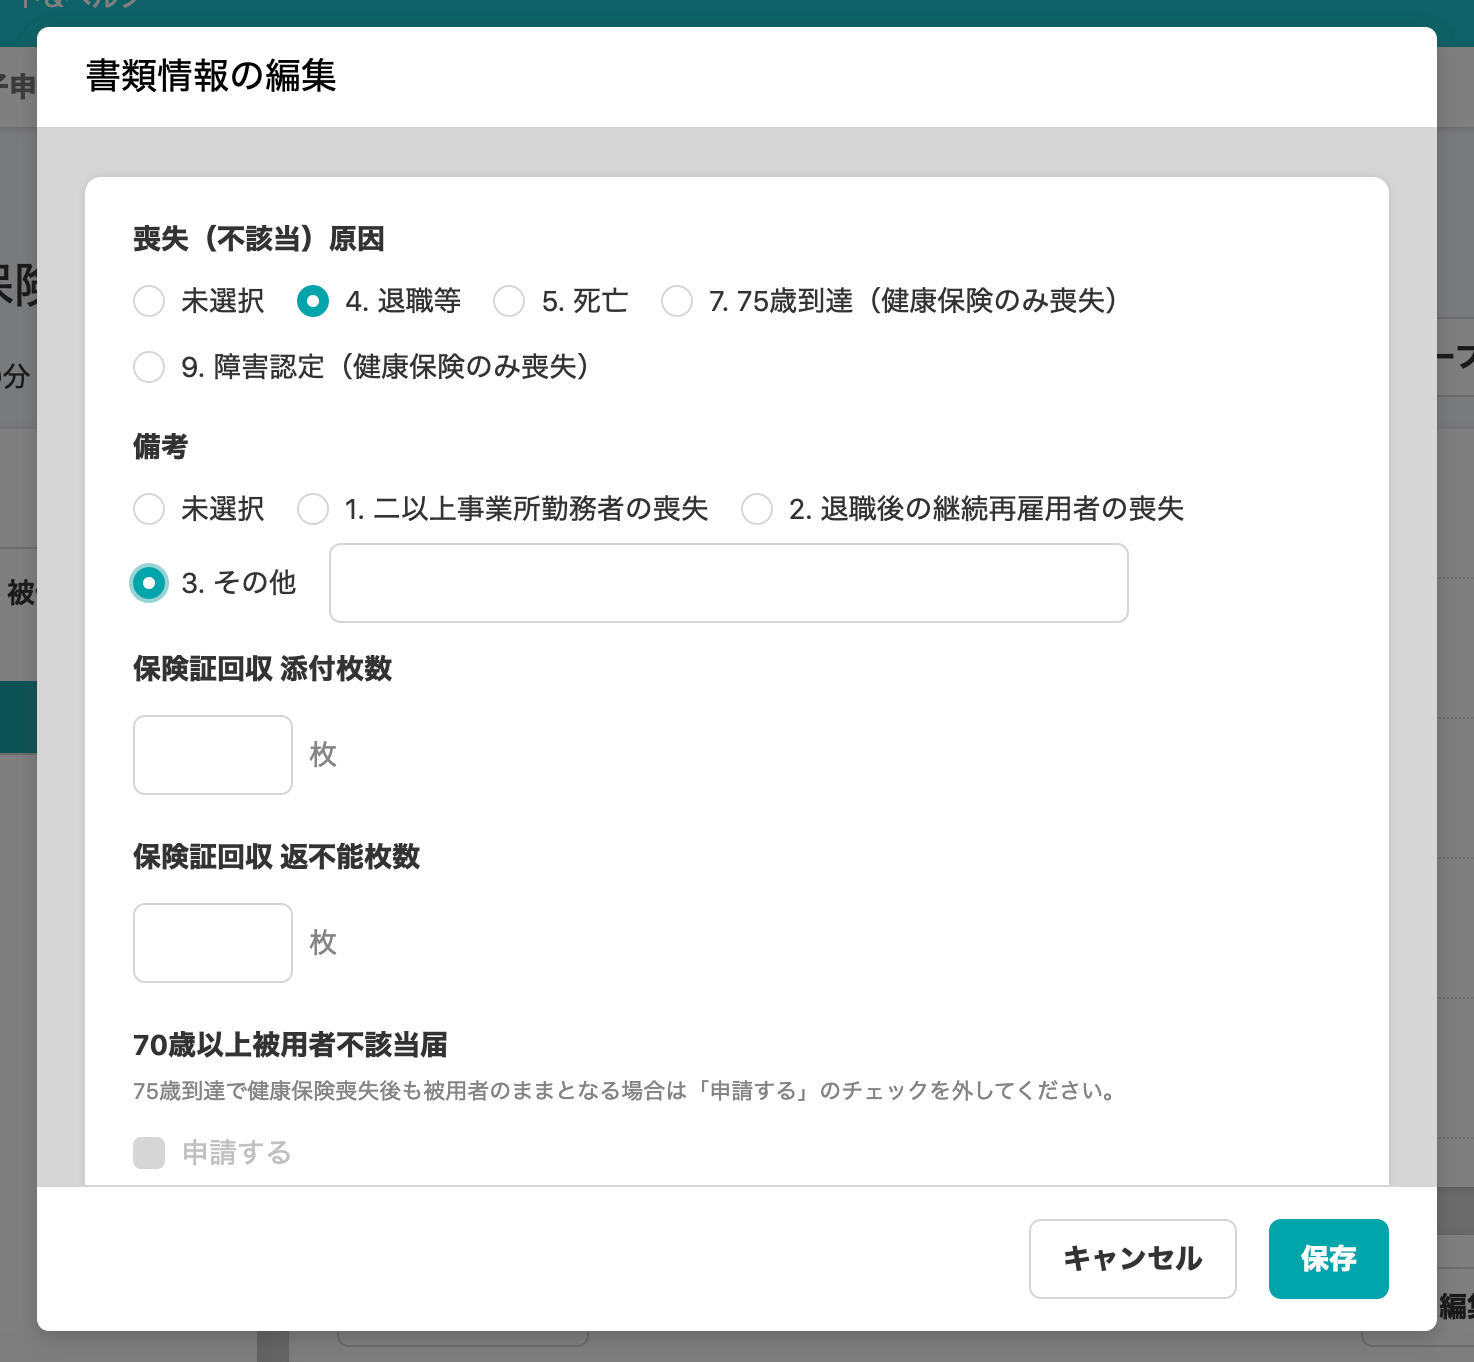 書類情報の編集
喪失（不該当）原因
未選択 4. 退職等 5. 死亡 7. 75歳到達（健康保険のみ喪失）
9. 障害認定（健康保険のみ喪失）
備考
未選択 1. 二以上事業所勤務者の喪失 2. 退職後の継続再雇用者の喪失
3. その他
保険証回収 添付枚数
枚
保険証回収 返不能枚数
枚
70歳以上被用者不該当届
75歳到達で健康保険喪失後も被用者のままとなる場合は「申請する」のチェックを外してください。
申請する
キャンセル 保存